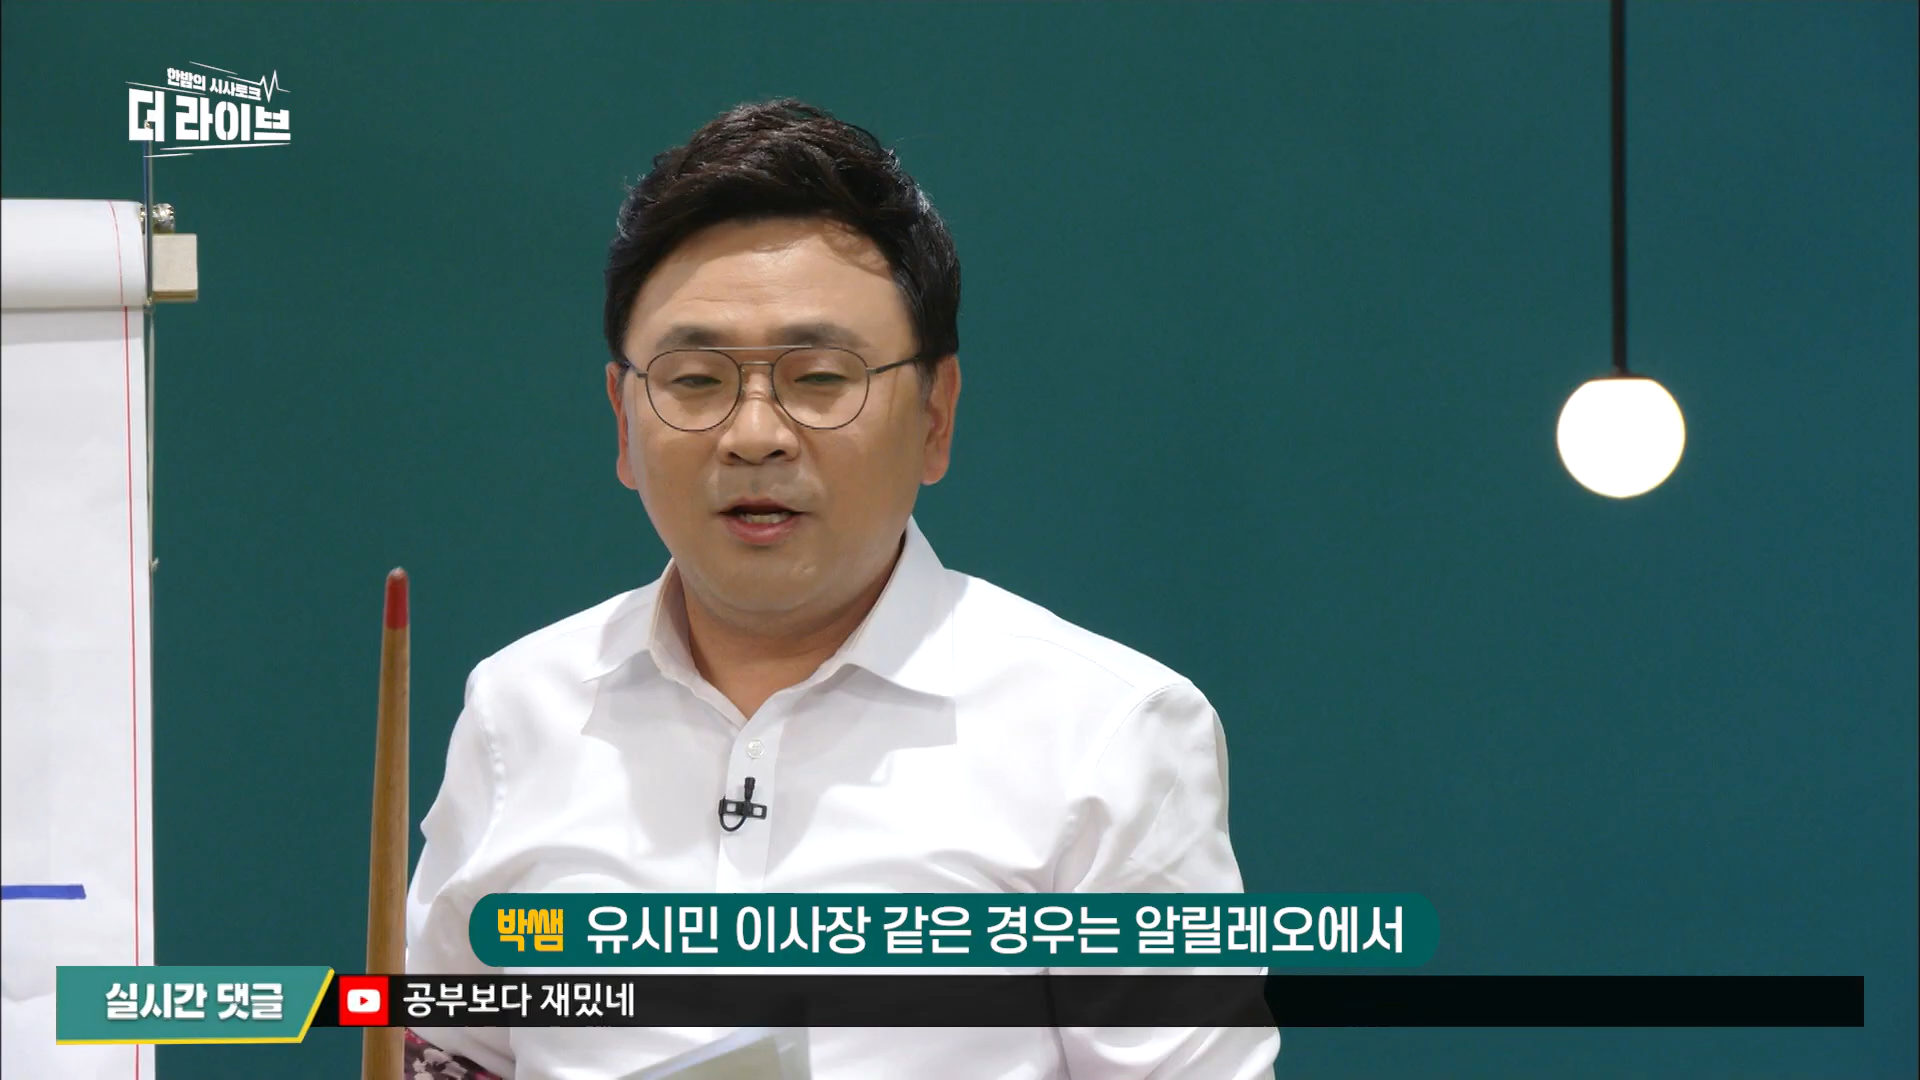 한밤의 시사토크
더 라이브
박쌤 유시민 이사장 같은 경우는 알릴레오에서
실시간 댓글 공부보다 재밌네